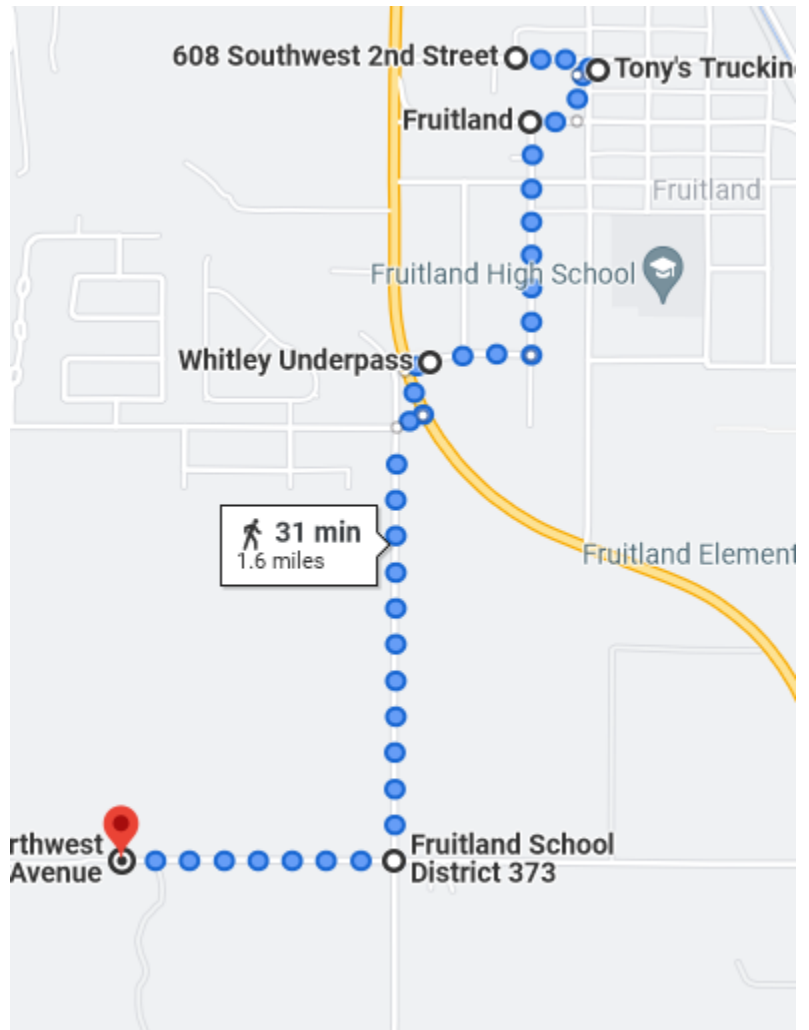 608 Southwest 2nd Street
Tony's Truckin
Fruitland
Fruitland
Fruitland High School
Whitley Underpass
31 min
1.6 miles
Fruitland Element
rthwest
Avenue
Fruitland School
District 373